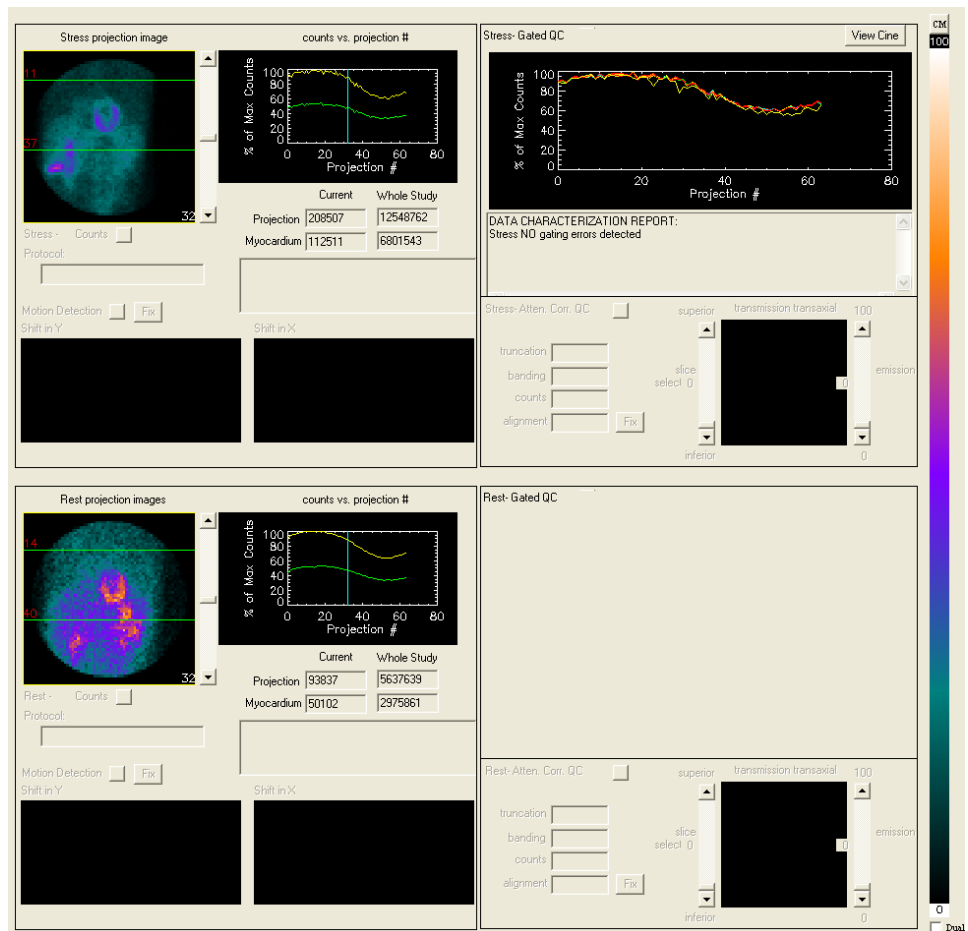 CM
100
Stress projection image
counts vs. projection #
Stress- Gated QC
View Cine
11
37
32
% of Max Counts
100
80
60
40
20
0
0 20 40 60 80
Projection #
% of Max Counts
100
80
60
40
20
0
0 20 40 60 80
Projection #
Current Whole Study
Projection 208507 12548762
Myocardium 112511 6801543
DATA CHARACTERIZATION REPORT:
Stress NO gating errors detected
Stress - Counts
Protocol:
Motion Detection Fix
Shift in Y
Shift in X
Stress- Atten. Corr. QC
superior transmission transaxial 100
truncation
banding
counts
alignment Fix
slice
select 0
0
emission
inferior
0
Rest projection images
counts vs. projection #
Rest- Gated QC
14
40
32
% of Max Counts
100
80
60
40
20
0
0 20 40 60 80
Projection #
Current Whole Study
Projection 93837 5637639
Myocardium 50102 2975861
Rest - Counts
Protocol:
Motion Detection Fix
Shift in Y
Shift in X
Rest- Atten. Corr. QC
superior transmission transaxial 100
truncation
banding
counts
alignment Fix
slice
select 0
0
emission
inferior
0
0
Dual